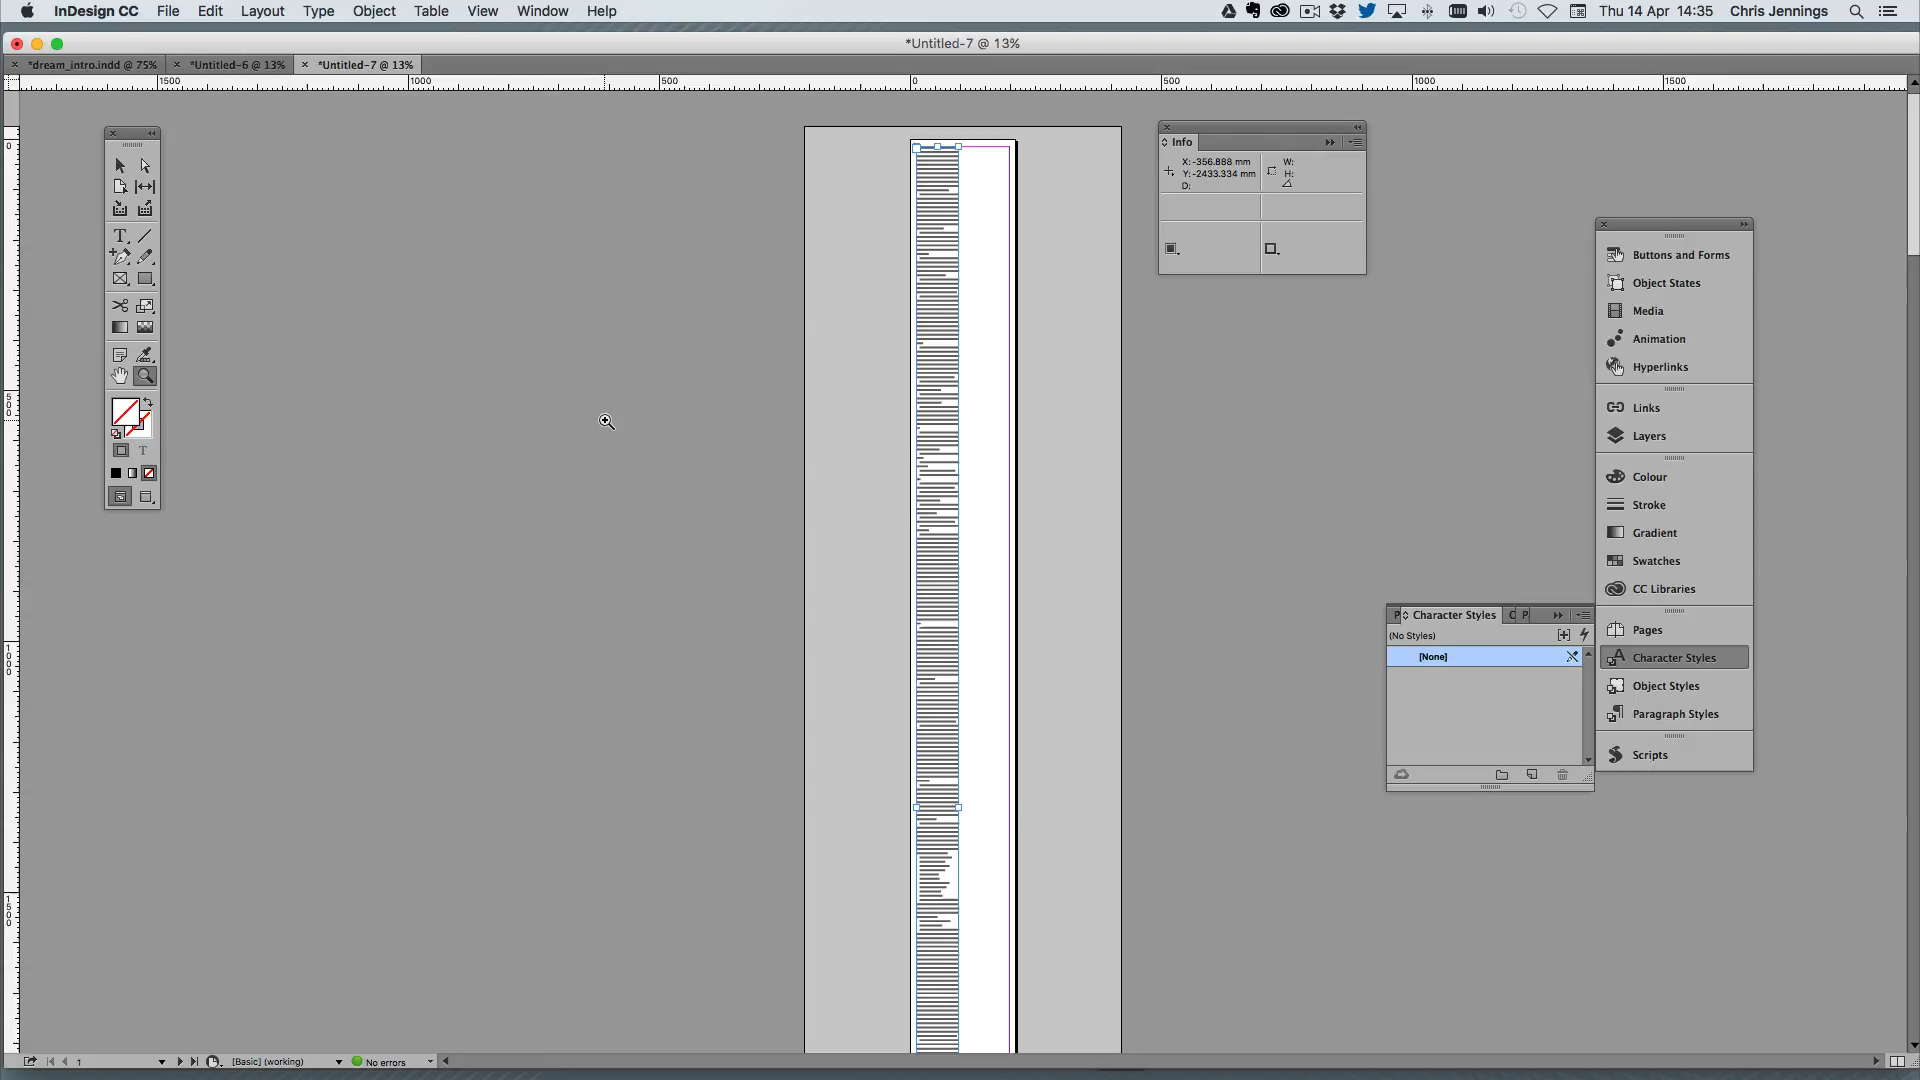 InDesign CC File Edit Layout Type Object Table View Window Help Thu 14 Apr 14:35 Chris Jennings
*Untitled-7 @ 13%
*dream_intro.indd @ 75% *Untitled-6 @ 13% *Untitled-7 @ 13%
1500 1000 500 0 500 1000 1500
0
500
1000
1500
Info
X: -356.888 mm W:
Y: -2433.334 mm H:
D:
Buttons and Forms
Object States
Media
Animation
Hyperlinks
Links
Layers
Colour
Stroke
Gradient
Swatches
CC Libraries
Pages
Character Styles
Object Styles
Paragraph Styles
Scripts
P Character Styles C P
(No Styles)
[None]
1 [Basic] (working) No errors